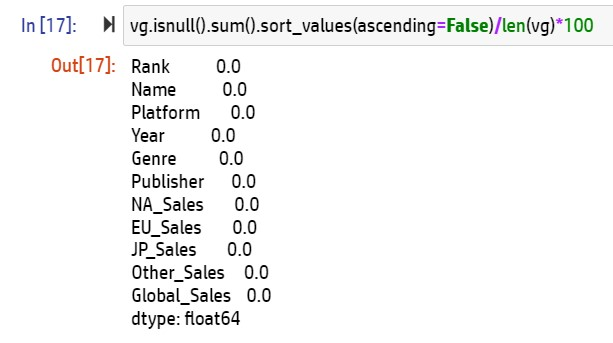 In [17]: vg.isnull().sum().sort_values(ascending=False)/len(vg)*100
Out[17]: Rank 0.0
Name 0.0
Platform 0.0
Year 0.0
Genre 0.0
Publisher 0.0
NA_Sales 0.0
EU_Sales 0.0
JP_Sales 0.0
Other_Sales 0.0
Global_Sales 0.0
dtype: float64